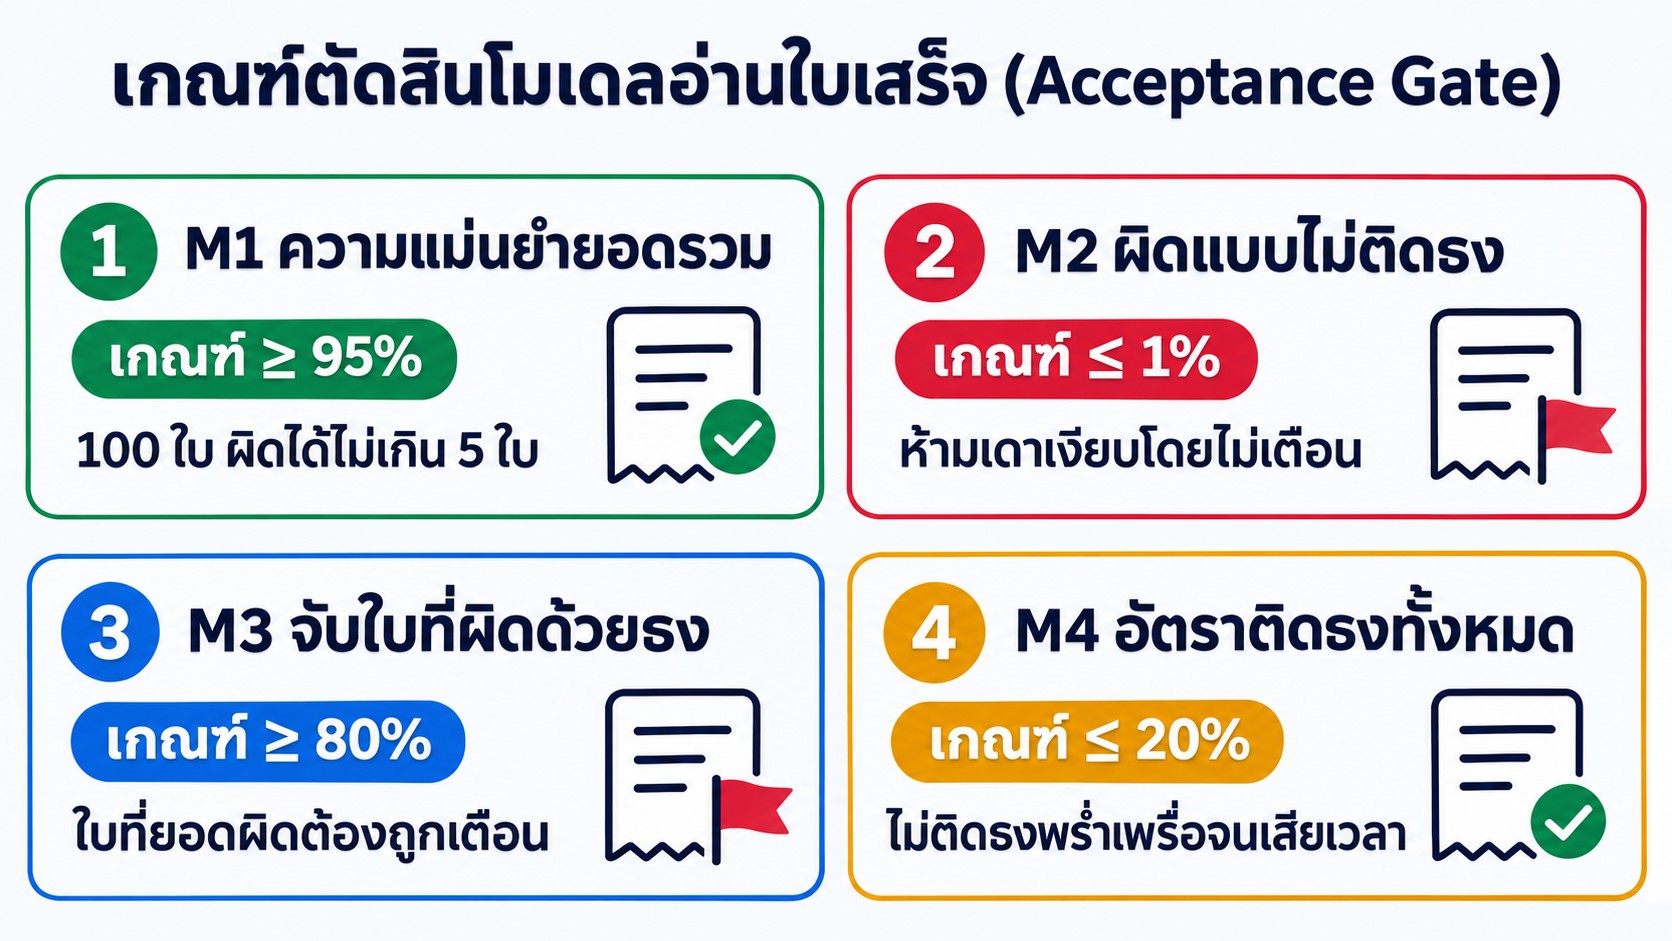 เกณฑ์ตัดสินโมเดลอ่านใบเสร็จ (Acceptance Gate)
1 M1 ความแม่นยำยอดรวม
เกณฑ์ ≥ 95%
100 ใบ ผิดได้ไม่เกิน 5 ใบ
2 M2 ผิดแบบไม่ติดธง
เกณฑ์ ≤ 1%
ห้ามเดาเงียบโดยไม่เตือน
3 M3 จับใบที่ผิดด้วยธง
เกณฑ์ ≥ 80%
ใบที่ยอดผิดต้องถูกเตือน
4 M4 อัตราติดธงทั้งหมด
เกณฑ์ ≤ 20%
ไม่ติดธงพร่ำเพรื่อจนเสียเวลา